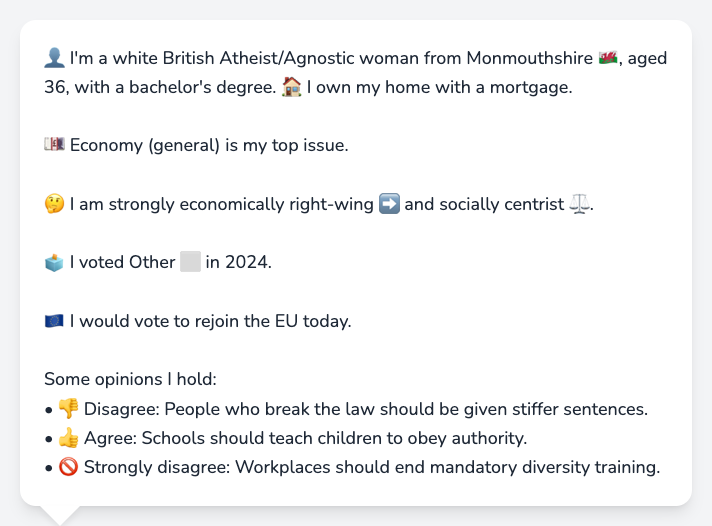 👤 I'm a white British Atheist/Agnostic woman from Monmouthshire 🏴󠁧󠁢󠁷󠁬󠁳󠁿, aged
36, with a bachelor's degree. 🏠 I own my home with a mortgage.
💷 Economy (general) is my top issue.
🤔 I am strongly economically right-wing ➡️ and socially centrist ⚖️.
🗳️ I voted Other ⬜ in 2024.
🇪🇺 I would vote to rejoin the EU today.
Some opinions I hold:
• 👎 Disagree: People who break the law should be given stiffer sentences.
• 👍 Agree: Schools should teach children to obey authority.
• 🚫 Strongly disagree: Workplaces should end mandatory diversity training.